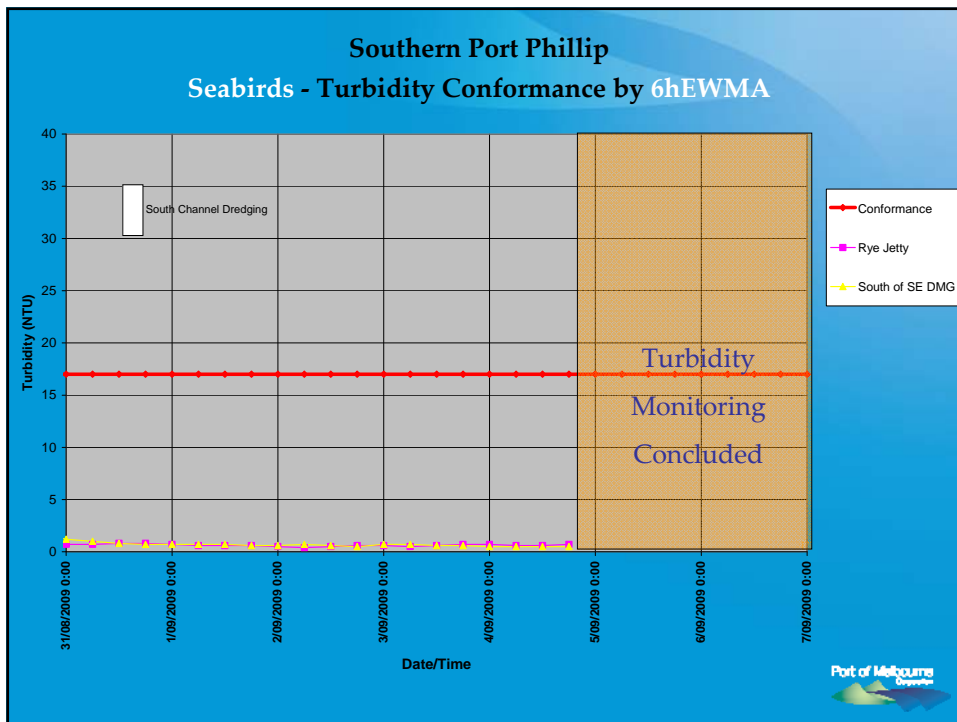 Southern Port Phillip
Seabirds - Turbidity Conformance by 6hEWMA
40
35
30
25
20
15
10
5
0
Turbidity (NTU)
South Channel Dredging
Turbidity
Monitoring
Concluded
Conformance
Rye Jetty
South of SE DMG
31/08/2009 0:00
1/09/2009 0:00
2/09/2009 0:00
3/09/2009 0:00
4/09/2009 0:00
5/09/2009 0:00
6/09/2009 0:00
7/09/2009 0:00
Date/Time
Port of Melbourne
Corporation